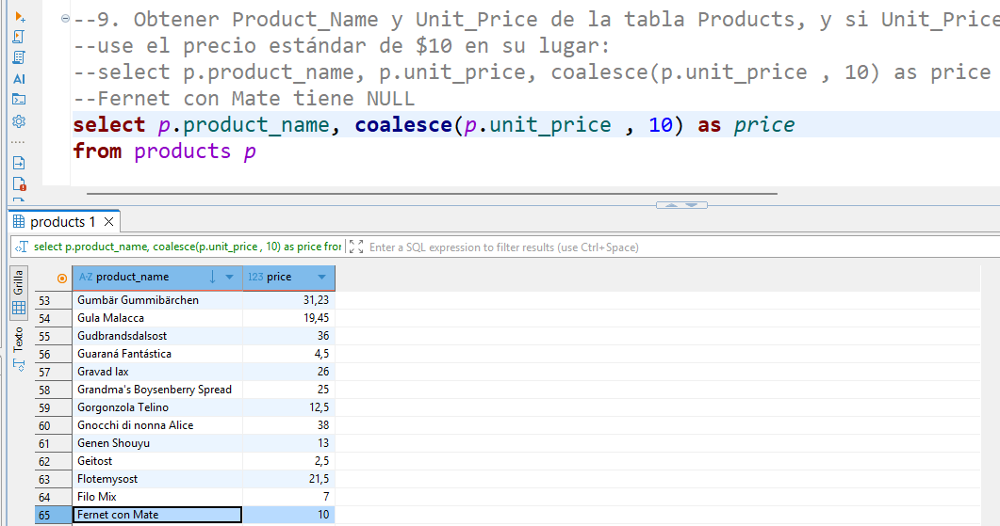 --9. Obtener Product_Name y Unit_Price de la tabla Products, y si Unit_Price
--use el precio estándar de $10 en su lugar:
--select p.product_name, p.unit_price, coalesce(p.unit_price , 10) as price
--Fernet con Mate tiene NULL
select p.product_name, coalesce(p.unit_price , 10) as price
from products p
products 1
select p.product_name, coalesce(p.unit_price , 10) as price fror
Enter a SQL expression to filter results (use Ctrl+Space)
Grilla
Texto
A-Z product_name 123 price
53 Gumbär Gummibärchen 31,23
54 Gula Malacca 19,45
55 Gudbrandsdalsost 36
56 Guaraná Fantástica 4,5
57 Gravad lax 26
58 Grandma's Boysenberry Spread 25
59 Gorgonzola Telino 12,5
60 Gnocchi di nonna Alice 38
61 Genen Shouyu 13
62 Geitost 2,5
63 Flotemysost 21,5
64 Filo Mix 7
65 Fernet con Mate 10